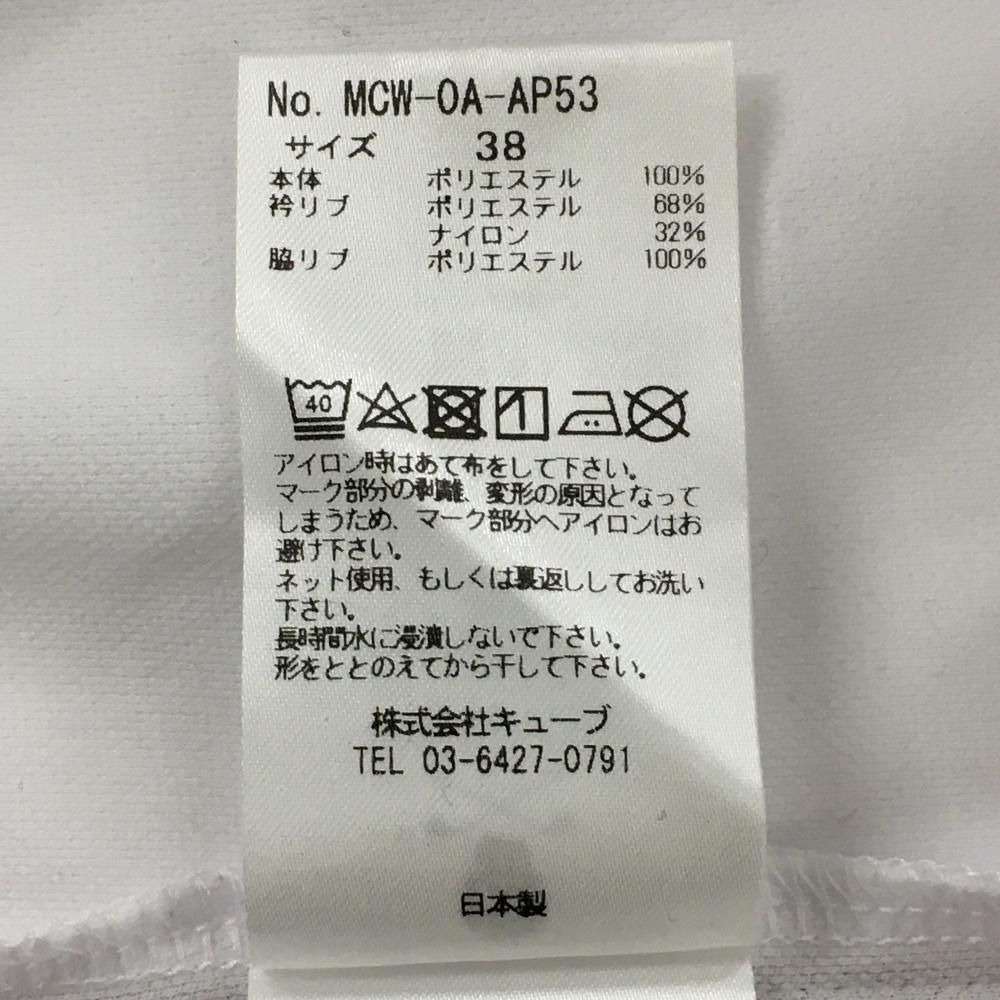 No. MCW-0A-AP53
サイズ 38
本体 ポリエステル 100%
衿リブ ポリエステル 68%
ナイロン 32%
脇リブ ポリエステル 100%
40
アイロン時はあて布をして下さい。
マーク部分の剥離、変形の原因となって
しまうため、マーク部分へアイロンはお
避け下さい。
ネット使用、もしくは裏返ししてお洗い
下さい。
長時間水に浸漬しないで下さい。
形をととのえてから干して下さい。
株式会社キューブ
TEL 03-6427-0791
日本製